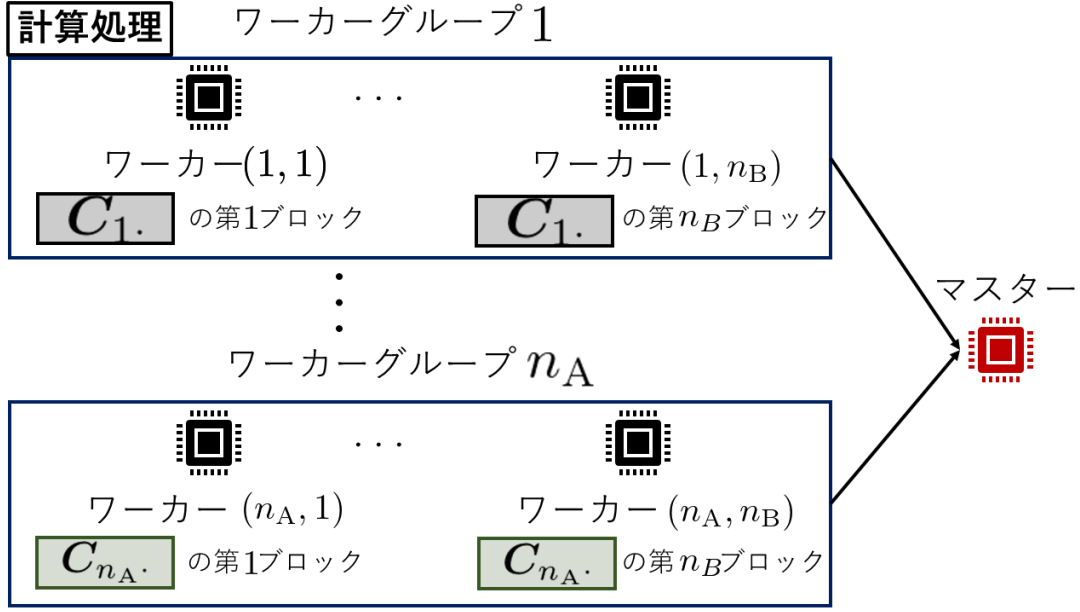 計算処理
ワーカーグループ 1
· · ·
ワーカー(1, 1)
ワーカー (1, n_B)
C_1. の第1ブロック
C_1. の第n_Bブロック
マスター
ワーカーグループ n_A
· · ·
ワーカー (n_A, 1)
ワーカー (n_A, n_B)
C_{n_A}. の第1ブロック
C_{n_A}. の第n_Bブロック